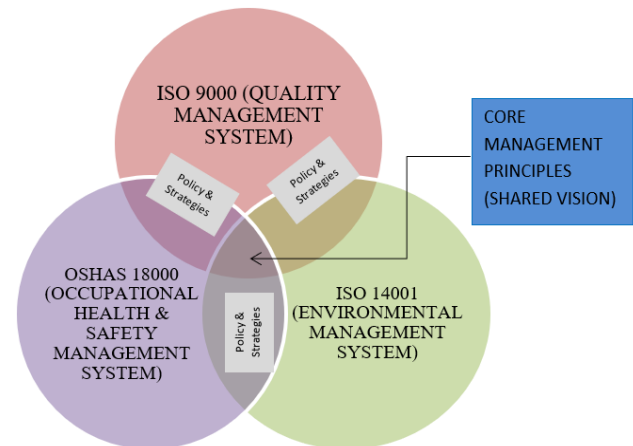 ISO 9000 (QUALITY
MANAGEMENT
SYSTEM)
CORE
MANAGEMENT
PRINCIPLES
(SHARED VISION)
Policy &
Strategies
Policy &
Strategies
OSHAS 18000
(OCCUPATIONAL
HEALTH &
SAFETY
MANAGEMENT
SYSTEM)
Policy &
Strategies
ISO 14001
(ENVIRONMENTAL
MANAGEMENT
SYSTEM)